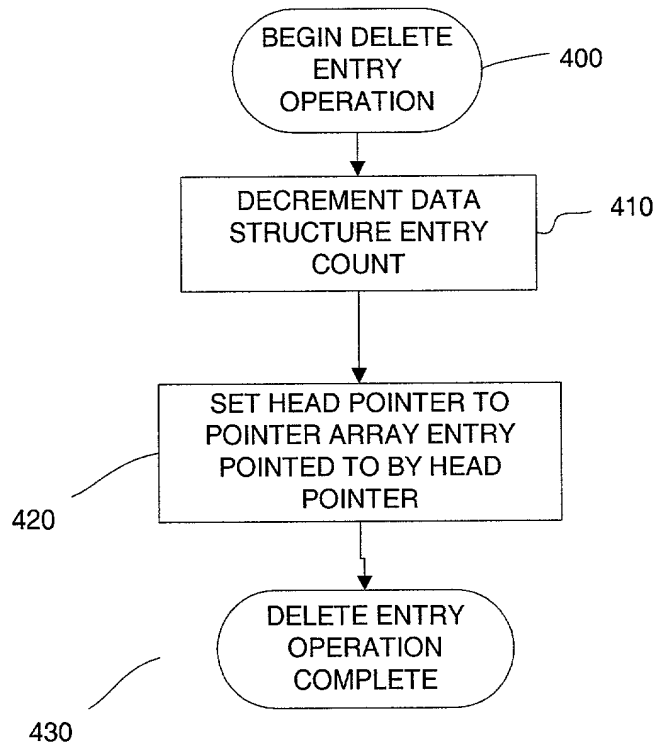 BEGIN DELETE
ENTRY
OPERATION
400
DECREMENT DATA
STRUCTURE ENTRY
COUNT
410
SET HEAD POINTER TO
POINTER ARRAY ENTRY
POINTED TO BY HEAD
POINTER
420
DELETE ENTRY
OPERATION
COMPLETE
430